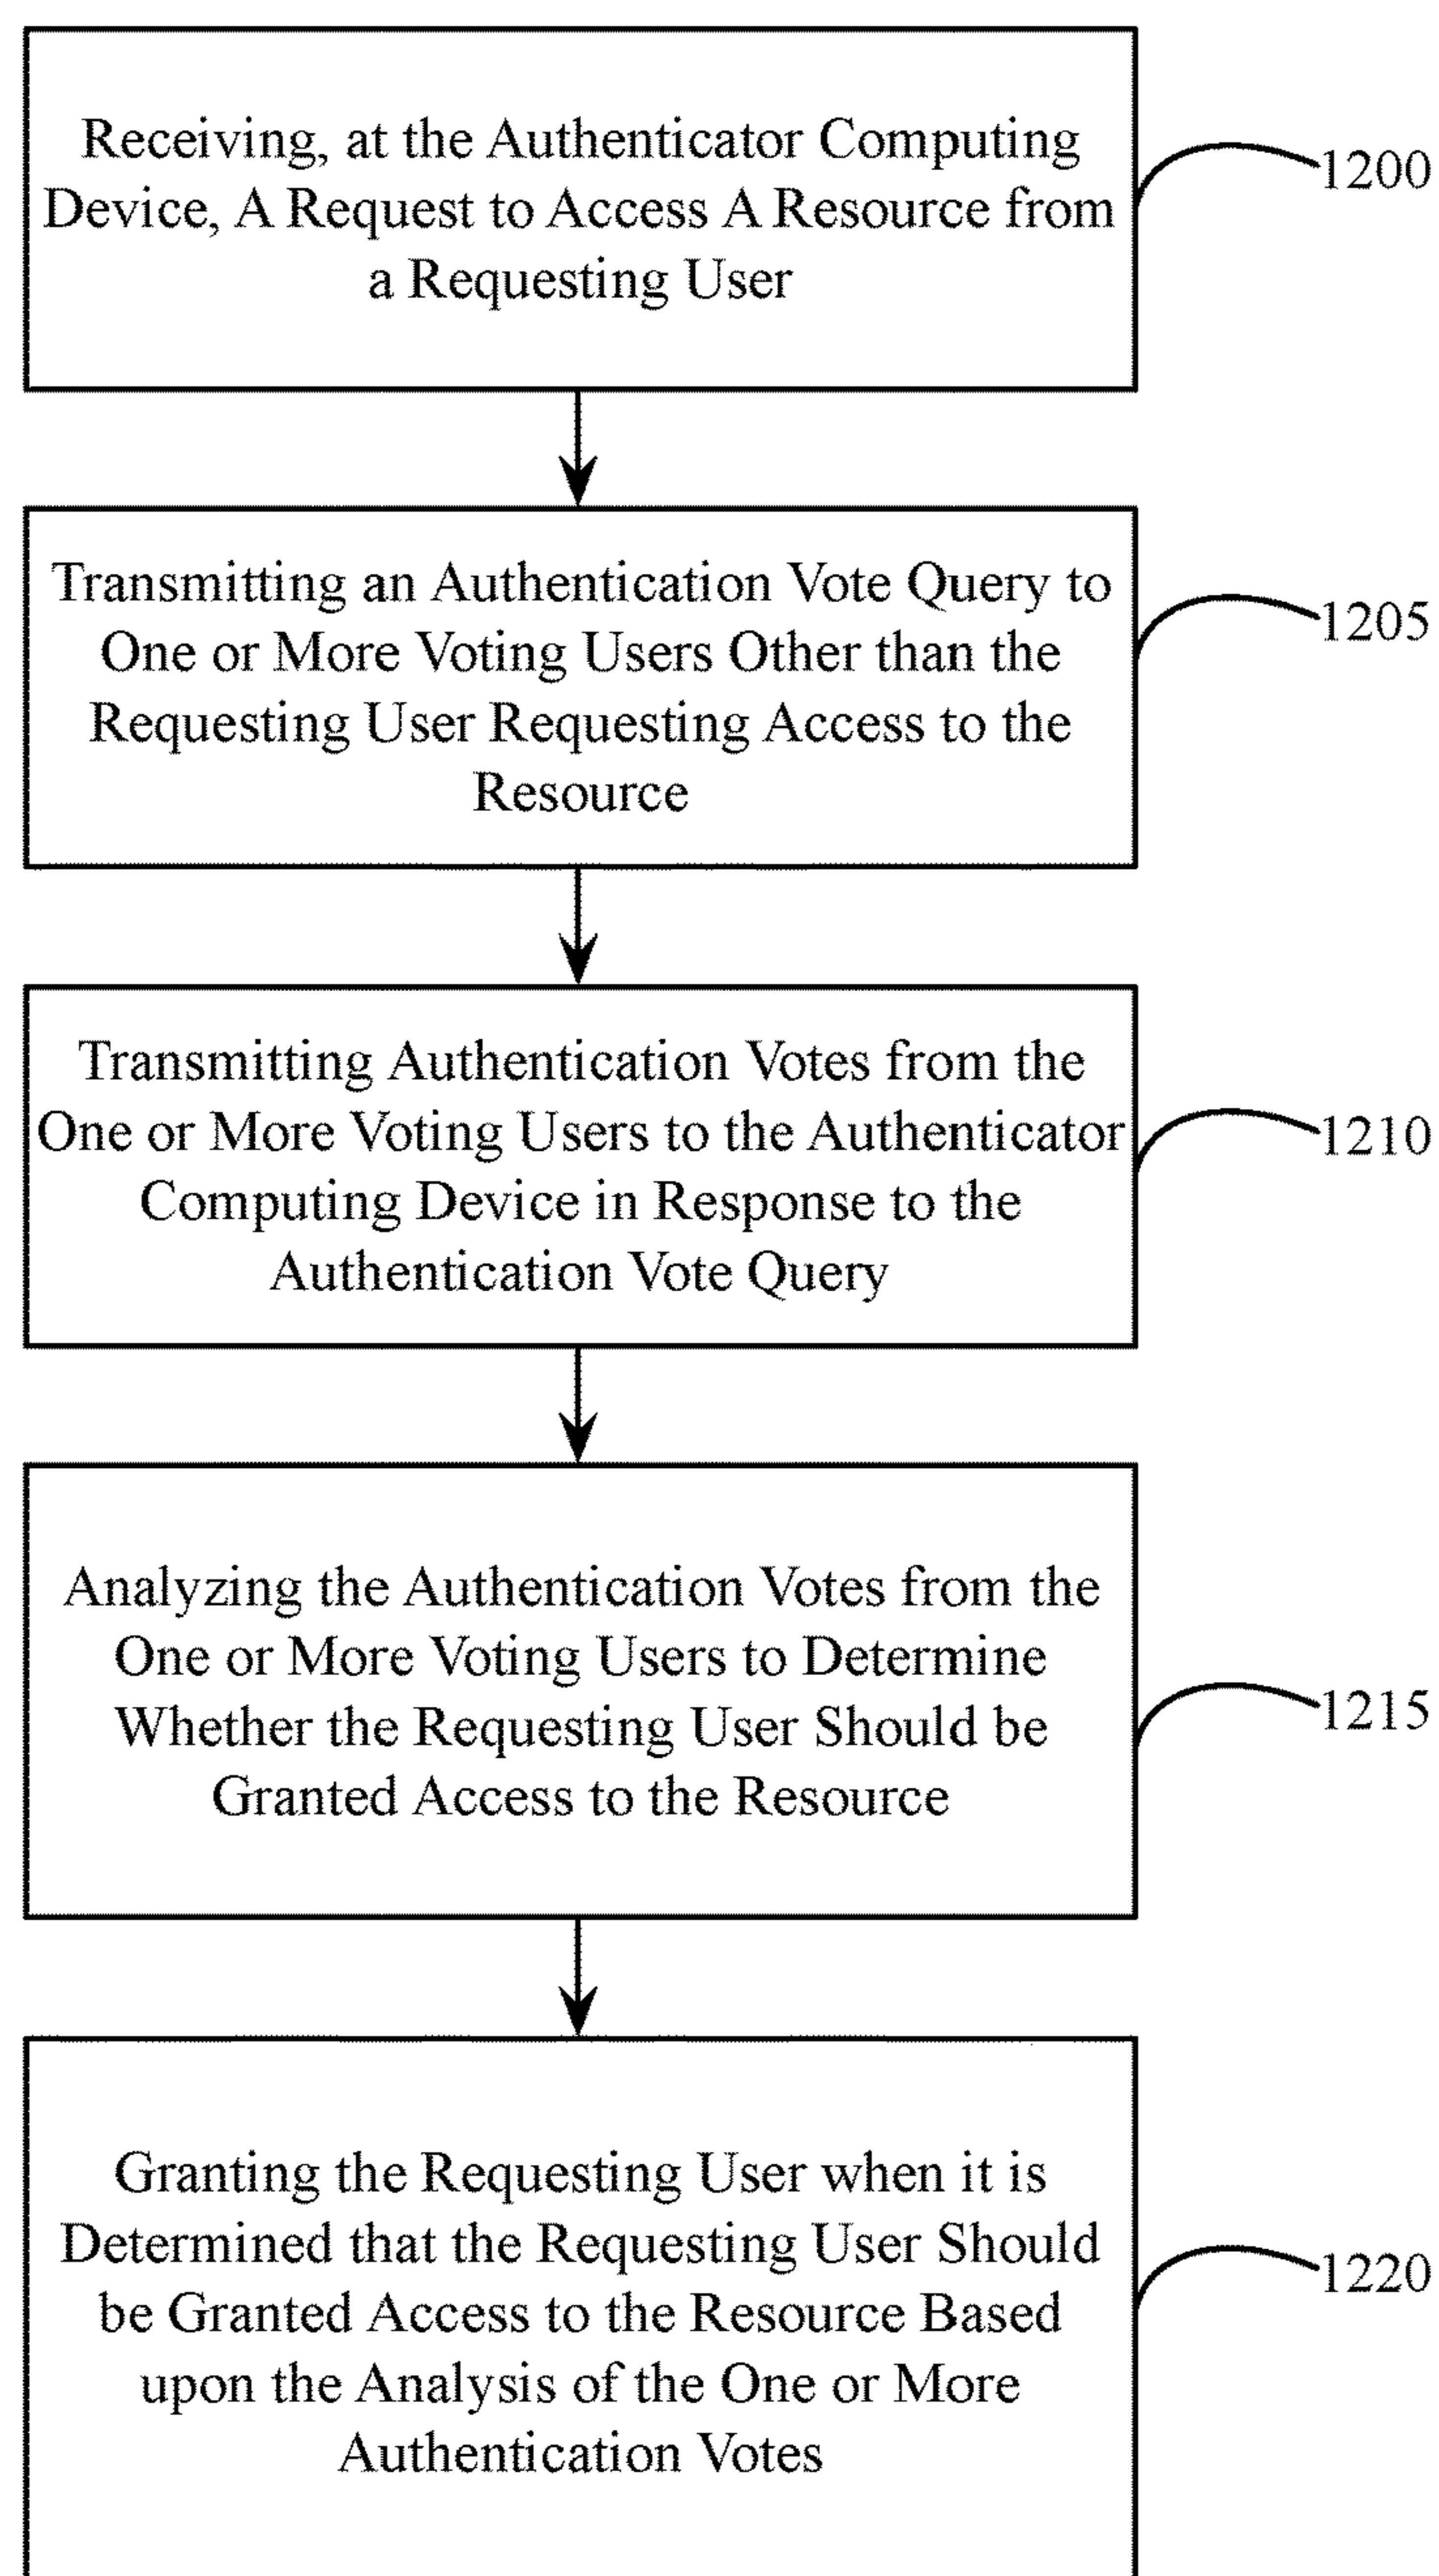 Receiving, at the Authenticator Computing
Device, A Request to Access A Resource from
a Requesting User
1200
Transmitting an Authentication Vote Query to
One or More Voting Users Other than the
Requesting User Requesting Access to the
Resource
1205
Transmitting Authentication Votes from the
One or More Voting Users to the Authenticator
Computing Device in Response to the
Authentication Vote Query
1210
Analyzing the Authentication Votes from the
One or More Voting Users to Determine
Whether the Requesting User Should be
Granted Access to the Resource
1215
Granting the Requesting User when it is
Determined that the Requesting User Should
be Granted Access to the Resource Based
upon the Analysis of the One or More
Authentication Votes
1220